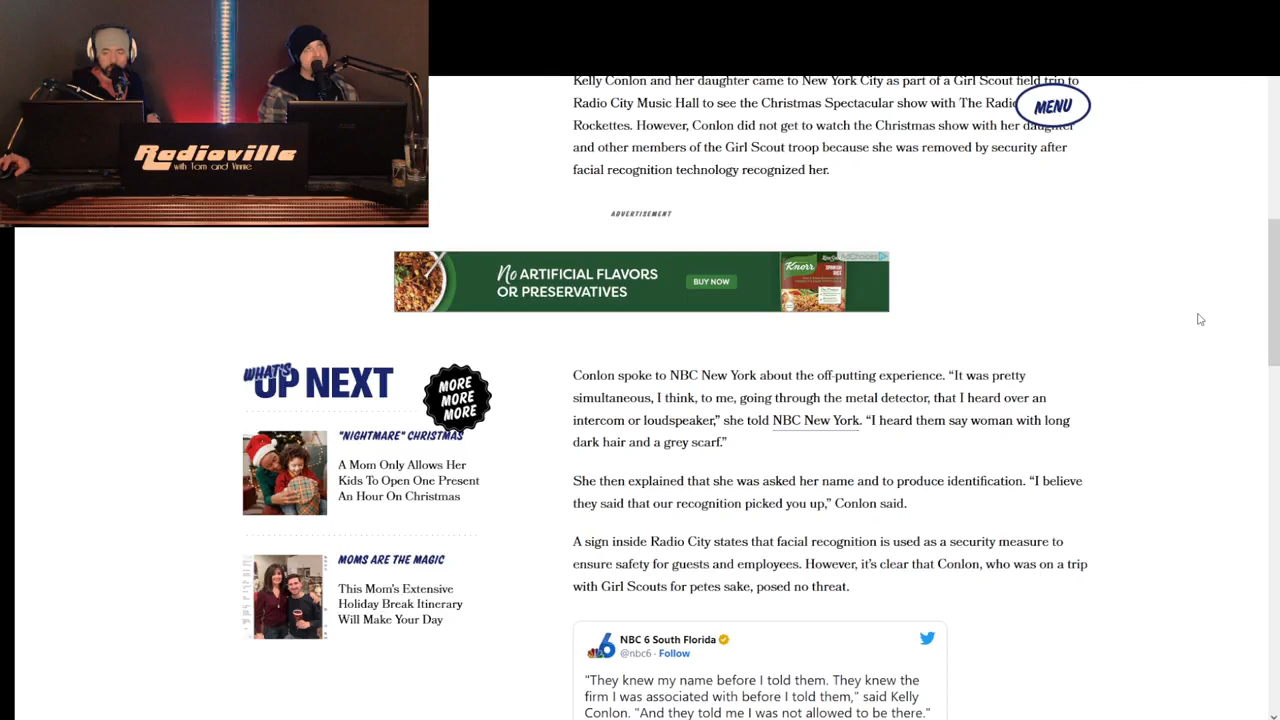 Radioville
with Tom and Vinnie
Kelly Conlon and her daughter came to New York City as part of a Girl Scout field trip to
Radio City Music Hall to see the Christmas Spectacular show with The Radio
MENU
Rockettes. However, Conlon did not get to watch the Christmas show with her daughter
and other members of the Girl Scout troop because she was removed by security after
facial recognition technology recognized her.
ADVERTISEMENT
No ARTIFICIAL FLAVORS
OR PRESERVATIVES
BUY NOW
Knorr
AdChoices
WHAT'S
UP NEXT
MORE
MORE
MORE
"NIGHTMARE" CHRISTMAS
A Mom Only Allows Her
Kids To Open One Present
An Hour On Christmas
MOMS ARE THE MAGIC
This Mom's Extensive
Holiday Break Itinerary
Will Make Your Day
Conlon spoke to NBC New York about the off-putting experience. “It was pretty
simultaneous, I think, to me, going through the metal detector, that I heard over an
intercom or loudspeaker,” she told NBC New York. “I heard them say woman with long
dark hair and a grey scarf.”
She then explained that she was asked her name and to produce identification. “I believe
they said that our recognition picked you up,” Conlon said.
A sign inside Radio City states that facial recognition is used as a security measure to
ensure safety for guests and employees. However, it’s clear that Conlon, who was on a trip
with Girl Scouts for petes sake, posed no threat.
6
NBC 6 South Florida
@nbc6 · Follow
"They knew my name before I told them. They knew the
firm I was associated with before I told them," said Kelly
Conlon. "And they told me I was not allowed to be there."